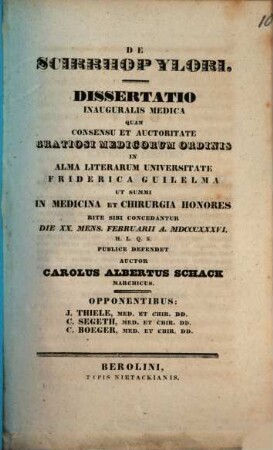 10
DE
SCIRRHOP YLORI.
DISSERTATIO
INAUGURALIS MEDICA
QUAM
CONSENSU ET AUCTORITATE
GRATIOSI MEDICORUM ORDINIS
IN
ALMA LITERARUM UNIVERSITATE
FRIDERICA GUILELMA
UT SUMMI
IN MEDICINA ET CHIRURGIA HONORES
RITE SIBI CONCEDANTUR
DIE XX. MENS. FEBRUARII A. MDCCCXXXVI,
H. L. Q. S.
PUBLICE DEFENDET
AUCTOR
CAROLUS ALBERTUS SCHACK
MARCHICUS.
OPPONENTIBUS:
J. THIELE, MED. ET CHIR. DD.
C. SEGETH, MED. ET CHIR. DD.
C. BOEGER, MED. ET CHIR. DD.
BEROLINI,
TYPIS NIETACKIANIS.